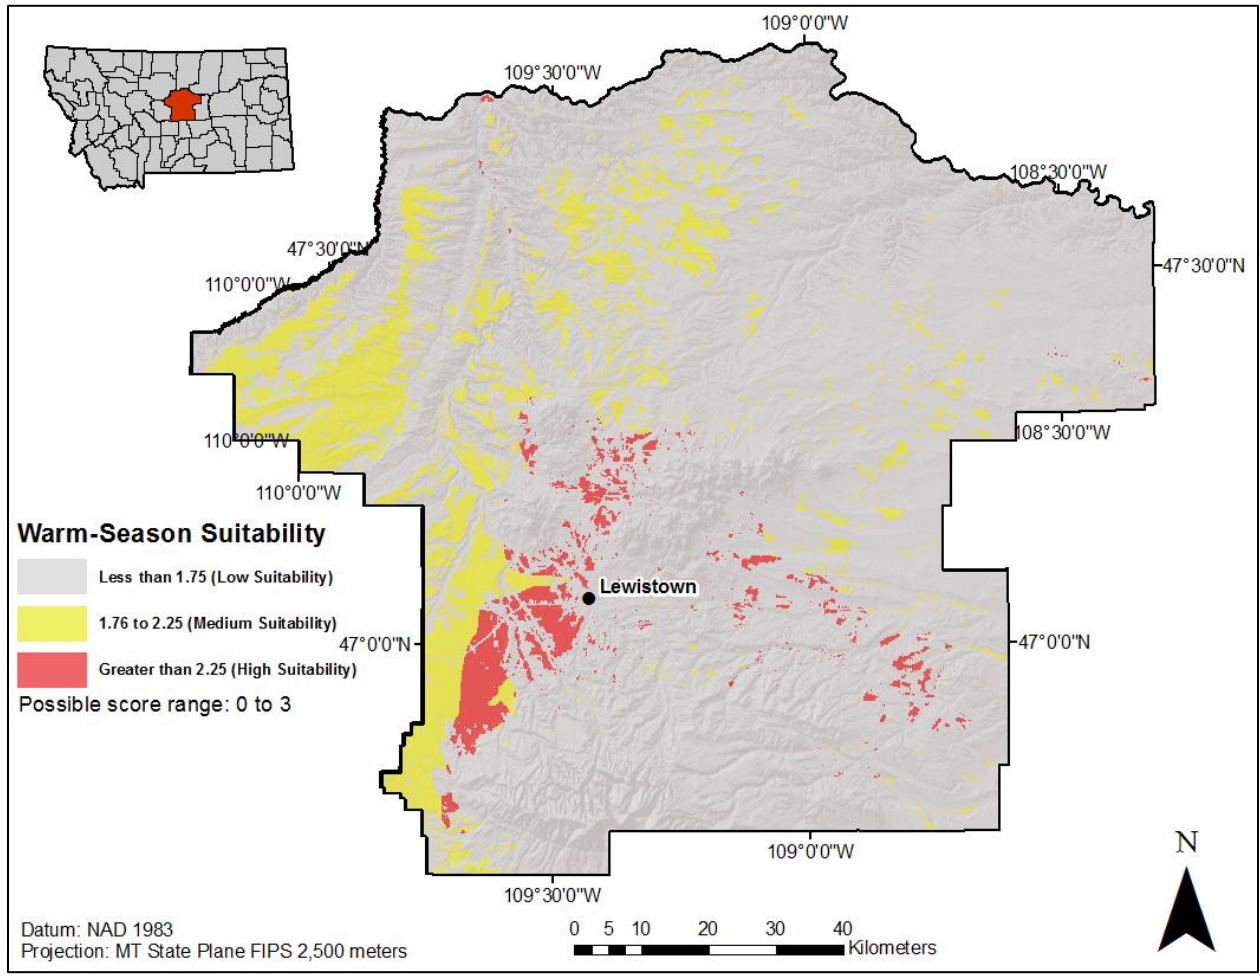 109°0'0"W
109°30'0"W
108°30'0"W
47°30'0"N
47°30'0"N
110°0'0"W
110°0'0"W
108°30'0"W
110°0'0"W
Warm-Season Suitability
Less than 1.75 (Low Suitability)
1.76 to 2.25 (Medium Suitability)
Greater than 2.25 (High Suitability)
Possible score range: 0 to 3
Lewistown
47°0'0"N
47°0'0"N
109°0'0"W
109°30'0"W
N
Datum: NAD 1983
Projection: MT State Plane FIPS 2,500 meters
0 5 10 20 30 40
Kilometers